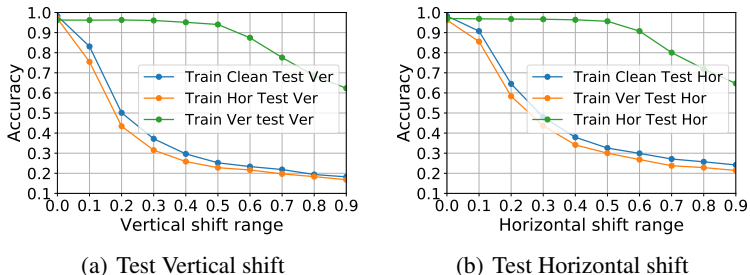 1.0
0.9
0.8
0.7
0.6
0.5
0.4
0.3
0.2
0.1
Accuracy
Train Clean Test Ver
Train Hor Test Ver
Train Ver test Ver
0.0 0.1 0.2 0.3 0.4 0.5 0.6 0.7 0.8 0.9
Vertical shift range
(a) Test Vertical shift
1.0
0.9
0.8
0.7
0.6
0.5
0.4
0.3
0.2
0.1
Accuracy
Train Clean Test Hor
Train Ver Test Hor
Train Hor Test Hor
0.0 0.1 0.2 0.3 0.4 0.5 0.6 0.7 0.8 0.9
Horizontal shift range
(b) Test Horizontal shift